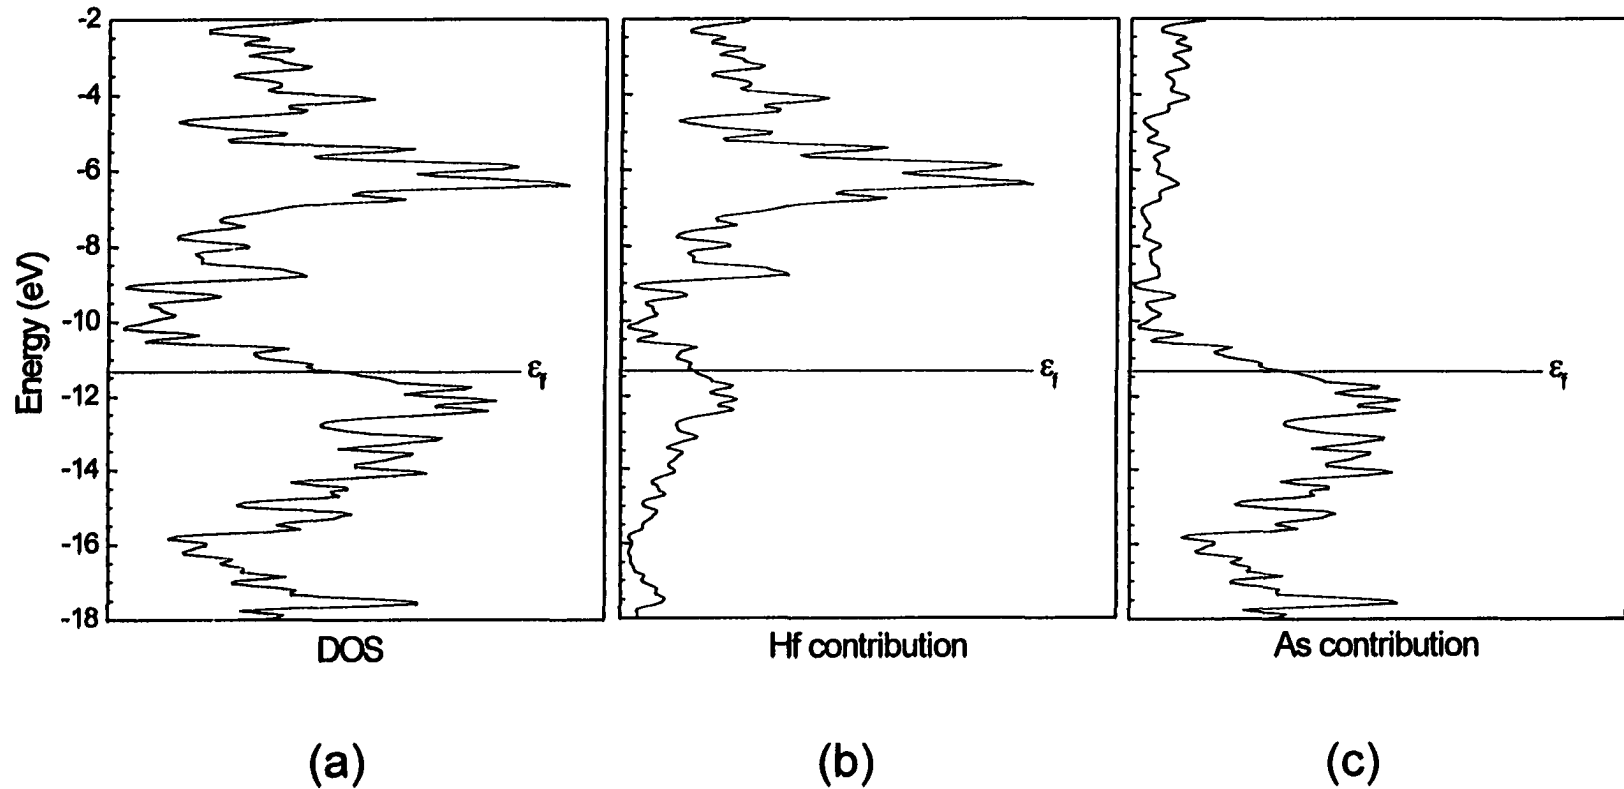 -2
-4
-6
-8
-10
-12
-14
-16
-18
Energy (eV)
εf
εf
εf
DOS
Hf contribution
As contribution
(a)
(b)
(c)